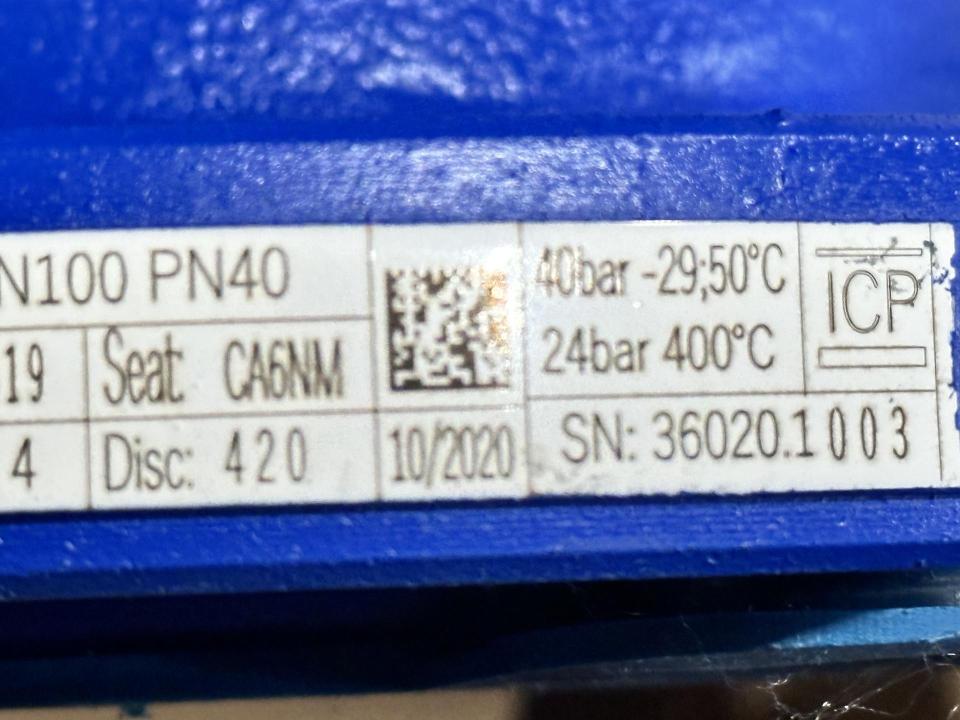 N100 PN40
19 Seat: CA6NM
4 Disc: 420
10/2020
40bar -29;50°C
24bar 400°C
SN: 36020.1003
ICP